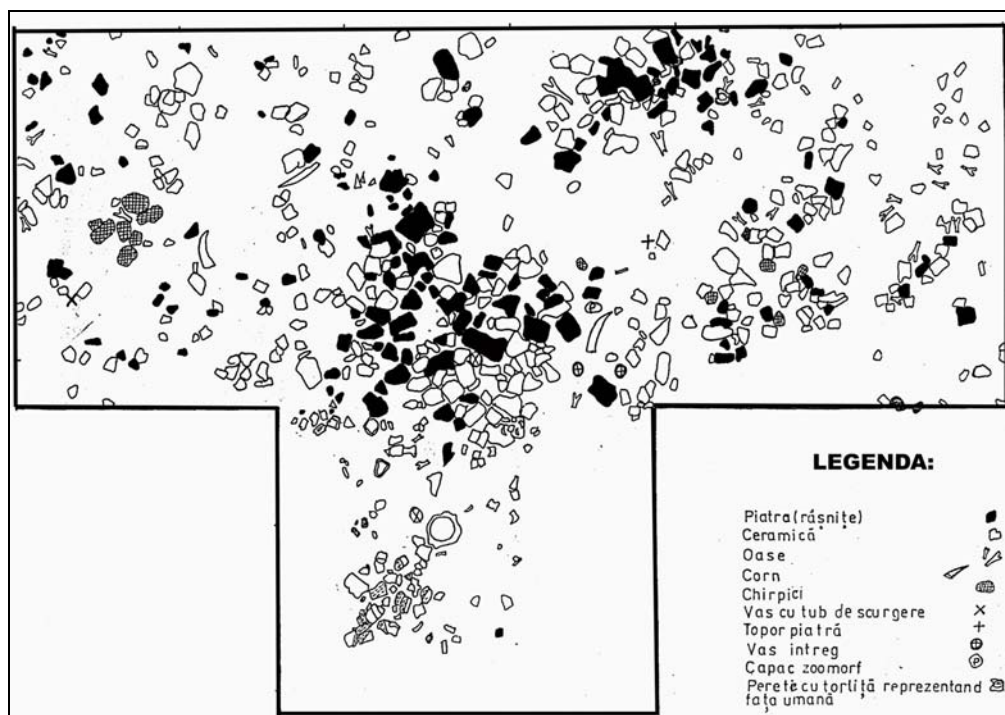 LEGENDA:
Piatra (râsnițe)
Ceramică
Oase
Corn
Chirpici
Vas cu tub de scurgere
Topor piatră
Vas intreg
Capac zoomorf
Perete cu torliță reprezentand
fața umană